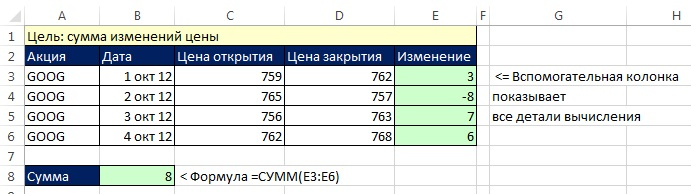 A B C D E F G H
1 Цель: сумма изменений цены
2 Акция Дата Цена открытия Цена закрытия Изменение
3 GOOG 1 окт 12 759 762 3 <= Вспомогательная колонка
4 GOOG 2 окт 12 765 757 -8 показывает
5 GOOG 3 окт 12 756 763 7 все детали вычисления
6 GOOG 4 окт 12 762 768 6
7
8 Сумма 8 < Формула =СУММ(E3:E6)